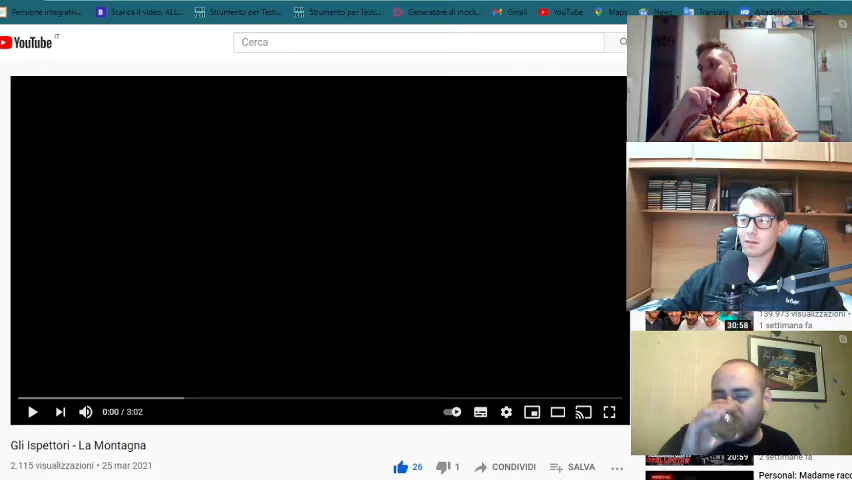 Pensione integrativ... Scarica il video: ALL... Strumento per Testi... Strumento per Testi... Generatore di mock... Gmail YouTube Maps News Translate AltadefinizioneCom...
YouTube IT
Cerca
0:00 / 3:02
Gli Ispettori - La Montagna
2.115 visualizzazioni • 25 mar 2021
26 1 CONDIVIDI SALVA
139.973 visualizzazioni •
1 settimana fa
30:58
2 settimane fa
20:59
Personal: Madame racc